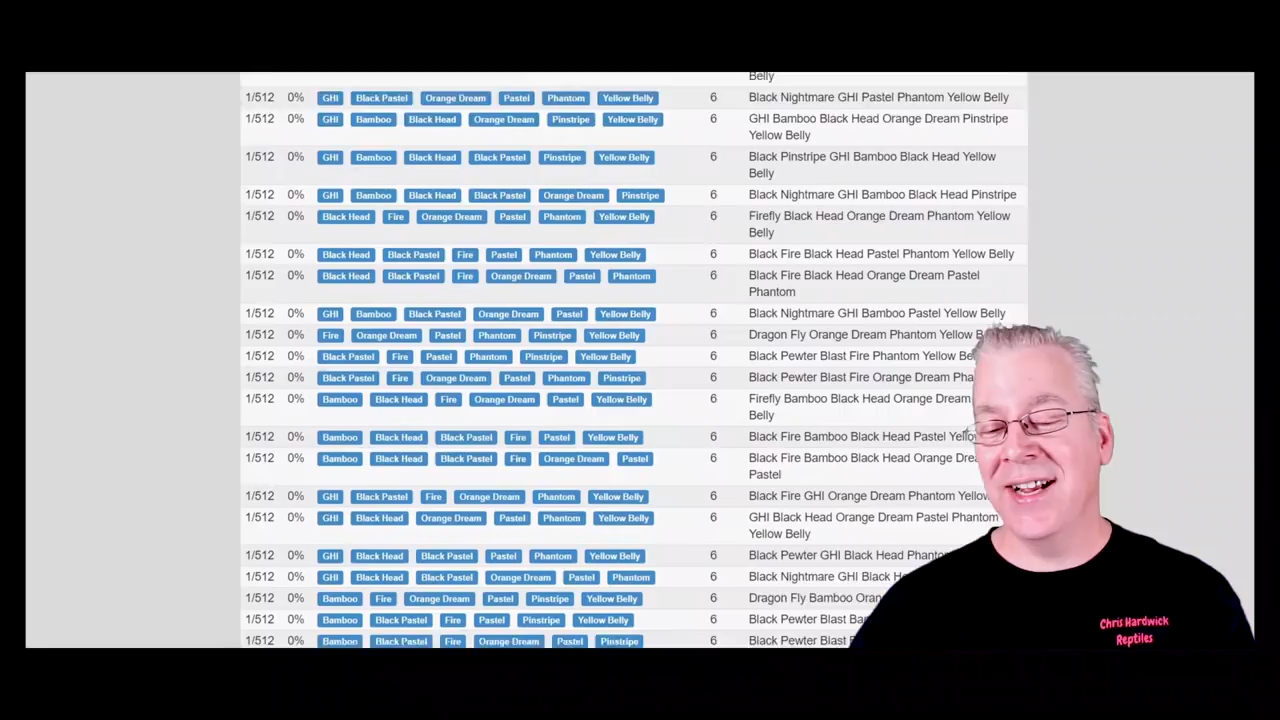 Belly
1/512 0% GHI Black Pastel Orange Dream Pastel Phantom Yellow Belly 6 Black Nightmare GHI Pastel Phantom Yellow Belly
1/512 0% GHI Bamboo Black Head Orange Dream Pinstripe Yellow Belly 6 GHI Bamboo Black Head Orange Dream Pinstripe
Yellow Belly
1/512 0% GHI Bamboo Black Head Black Pastel Pinstripe Yellow Belly 6 Black Pinstripe GHI Bamboo Black Head Yellow
Belly
1/512 0% GHI Bamboo Black Head Black Pastel Orange Dream Pinstripe 6 Black Nightmare GHI Bamboo Black Head Pinstripe
1/512 0% Black Head Fire Orange Dream Pastel Phantom Yellow Belly 6 Firefly Black Head Orange Dream Phantom Yellow
Belly
1/512 0% Black Head Black Pastel Fire Pastel Phantom Yellow Belly 6 Black Fire Black Head Pastel Phantom Yellow Belly
1/512 0% Black Head Black Pastel Fire Orange Dream Pastel Phantom 6 Black Fire Black Head Orange Dream Pastel
Phantom
1/512 0% GHI Bamboo Black Pastel Orange Dream Pastel Yellow Belly 6 Black Nightmare GHI Bamboo Pastel Yellow Belly
1/512 0% Fire Orange Dream Pastel Phantom Pinstripe Yellow Belly 6 Dragon Fly Orange Dream Phantom Yellow
1/512 0% Black Pastel Fire Pastel Phantom Pinstripe Yellow Belly 6 Black Pewter Blast Fire Phantom Yellow Be
1/512 0% Black Pastel Fire Orange Dream Pastel Phantom Pinstripe 6 Black Pewter Blast Fire Orange Dream Pha
1/512 0% Bamboo Black Head Fire Orange Dream Pastel Yellow Belly 6 Firefly Bamboo Black Head Orange Dream
Belly
1/512 0% Bamboo Black Head Black Pastel Fire Pastel Yellow Belly 6 Black Fire Bamboo Black Head Pastel Yello
1/512 0% Bamboo Black Head Black Pastel Fire Orange Dream Pastel 6 Black Fire Bamboo Black Head Orange Drea
Pastel
1/512 0% GHI Black Pastel Fire Orange Dream Phantom Yellow Belly 6 Black Fire GHI Orange Dream Phantom Yellow
1/512 0% GHI Black Head Orange Dream Pastel Phantom Yellow Belly 6 GHI Black Head Orange Dream Pastel Phantom
Yellow Belly
1/512 0% GHI Black Head Black Pastel Pastel Phantom Yellow Belly 6 Black Pewter GHI Black Head Phanto
1/512 0% GHI Black Head Black Pastel Orange Dream Pastel Phantom 6 Black Nightmare GHI Black He
1/512 0% Bamboo Fire Orange Dream Pastel Pinstripe Yellow Belly 6 Dragon Fly Bamboo Oran
1/512 0% Bamboo Black Pastel Fire Pastel Pinstripe Yellow Belly 6 Black Pewter Blast Ba
1/512 0% Bamboo Black Pastel Fire Orange Dream Pastel Pinstripe 6 Black Pewter Blast
Chris Hardwick
Reptiles